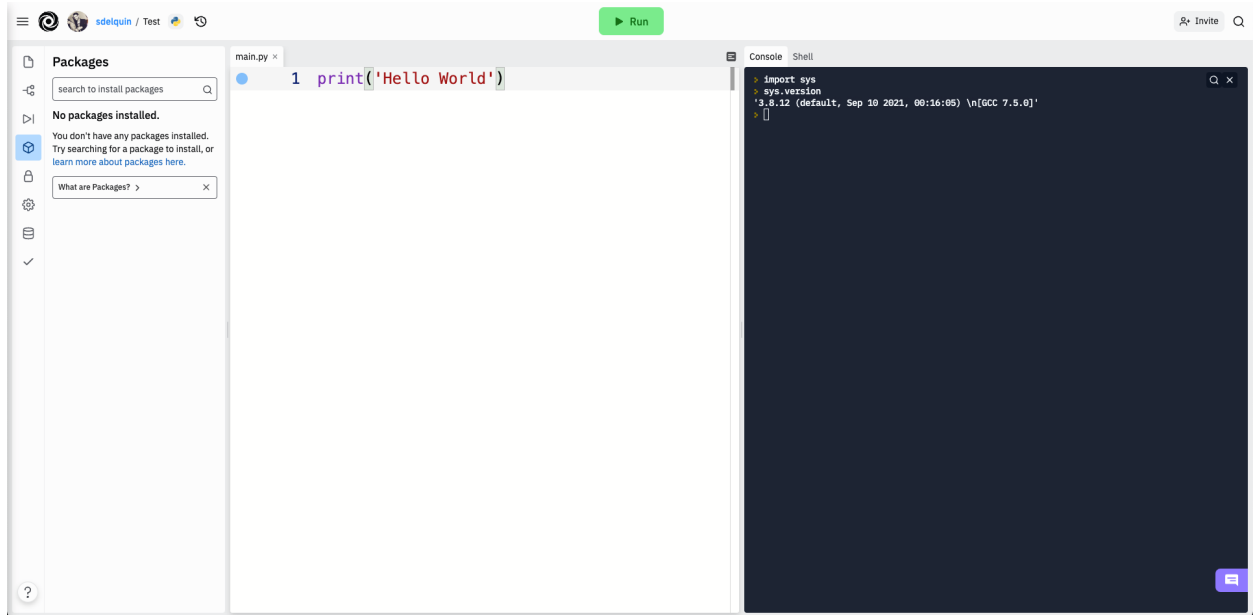 sdelquin / Test
Run
Invite
Packages
search to install packages
No packages installed.
You don't have any packages installed.
Try searching for a package to install, or
learn more about packages here.
What are Packages? >
main.py ×
1 print('Hello World')
Console Shell
> import sys
> sys.version
'3.8.12 (default, Sep 10 2021, 00:16:05) \n[GCC 7.5.0]'
>
?